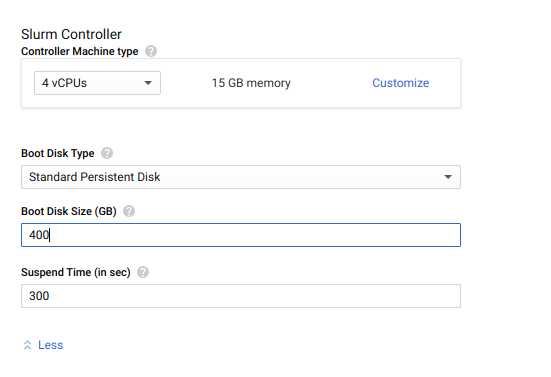 Slurm Controller
Controller Machine type
4 vCPUs 15 GB memory Customize
Boot Disk Type
Standard Persistent Disk
Boot Disk Size (GB)
400
Suspend Time (in sec)
300
Less